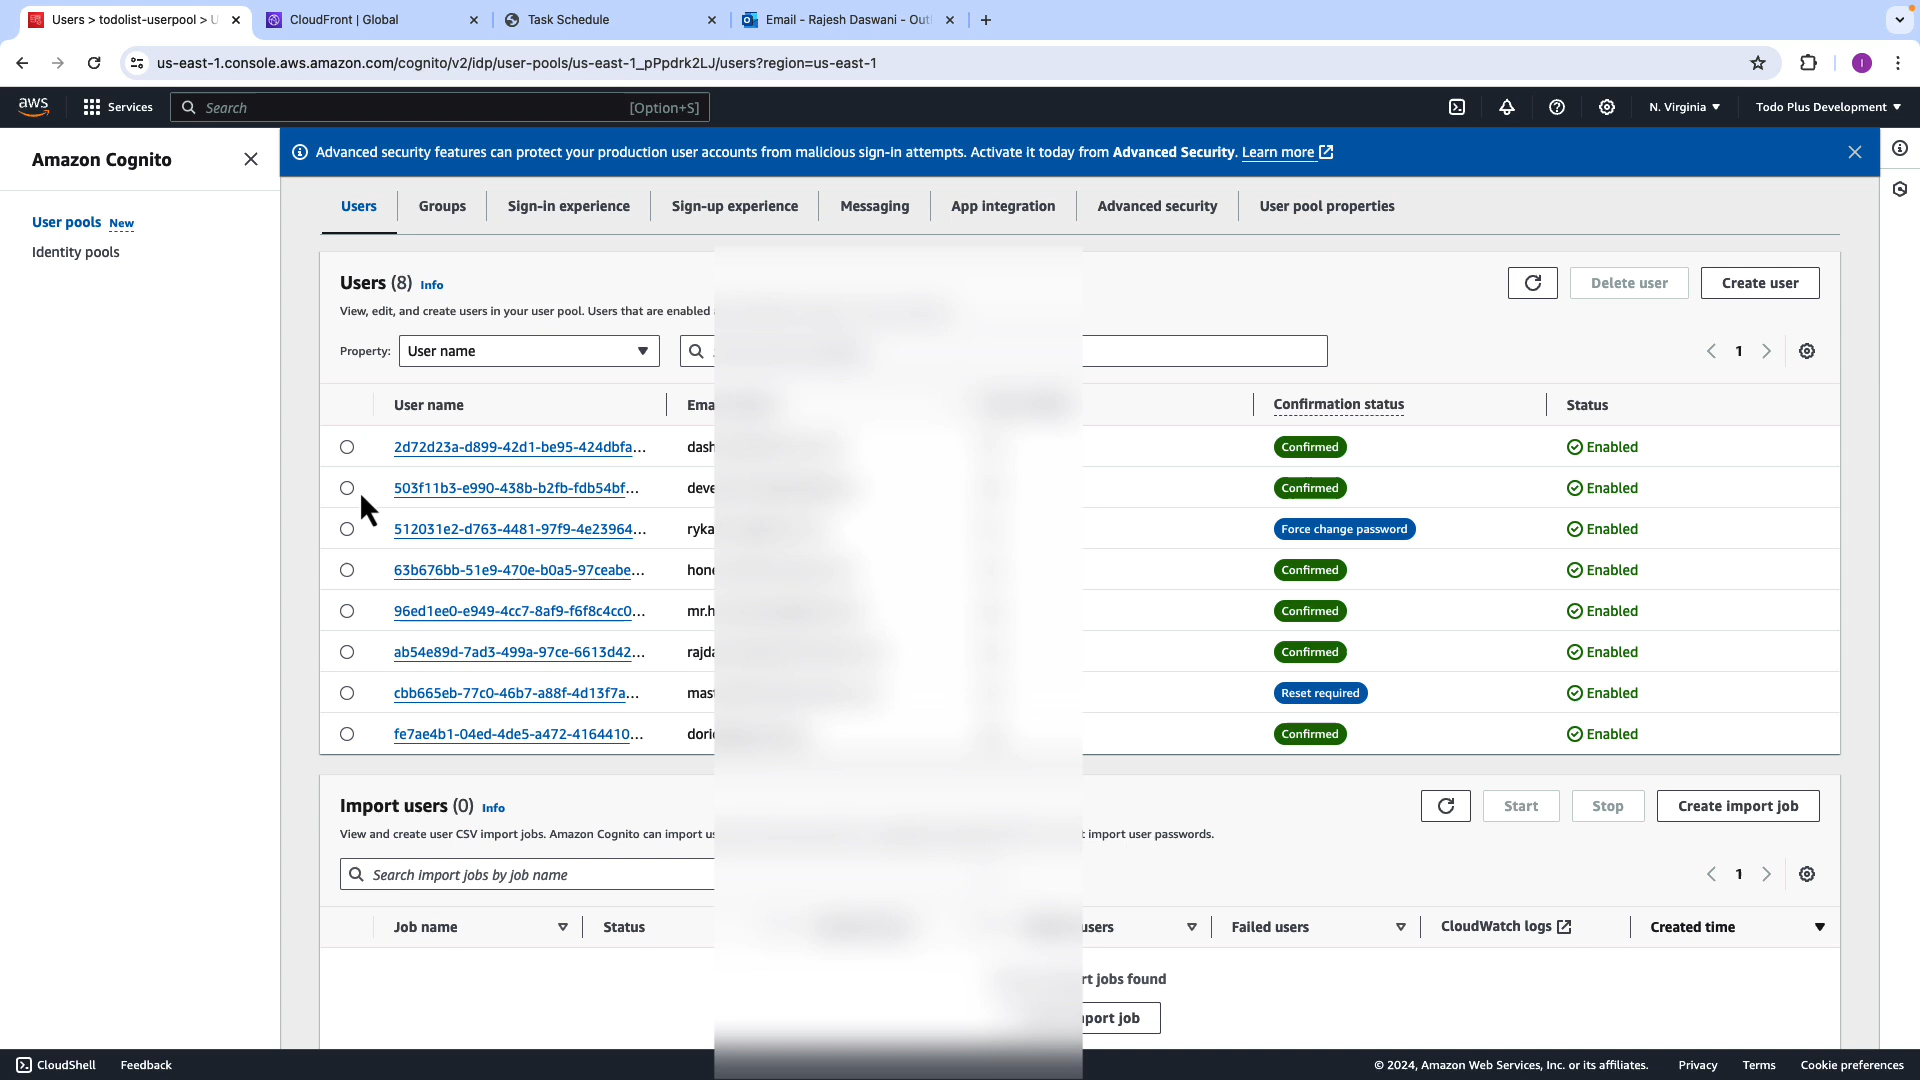 Users > todolist-userpool > U
CloudFront | Global
Task Schedule
Email - Rajesh Daswani - Out
us-east-1.console.aws.amazon.com/cognito/v2/idp/user-pools/us-east-1_pPpdrk2LJ/users?region=us-east-1
aws
Services
Search
[Option+S]
N. Virginia
Todo Plus Development
Amazon Cognito
User pools New
Identity pools
Advanced security features can protect your production user accounts from malicious sign-in attempts. Activate it today from Advanced Security. Learn more
Users
Groups
Sign-in experience
Sign-up experience
Messaging
App integration
Advanced security
User pool properties
Users (8) Info
Delete user
Create user
View, edit, and create users in your user pool. Users that are enabled
Property:
User name
1
User name
Ema
Confirmation status
Status
2d72d23a-d899-42d1-be95-424dbfa...
dash
Confirmed
Enabled
503f11b3-e990-438b-b2fb-fdb54bf...
deve
Confirmed
Enabled
512031e2-d763-4481-97f9-4e23964...
ryka
Force change password
Enabled
63b676bb-51e9-470e-b0a5-97ceabe...
hone
Confirmed
Enabled
96ed1ee0-e949-4cc7-8af9-f6f8c4cc0...
mr.h
Confirmed
Enabled
ab54e89d-7ad3-499a-97ce-6613d42...
rajda
Confirmed
Enabled
cbb665eb-77c0-46b7-a88f-4d13f7a...
mast
Reset required
Enabled
fe7ae4b1-04ed-4de5-a472-4164410...
dori
Confirmed
Enabled
Import users (0) Info
Start
Stop
Create import job
View and create user CSV import jobs. Amazon Cognito can import us
t import user passwords.
Search import jobs by job name
1
Job name
Status
users
Failed users
CloudWatch logs
Created time
rt jobs found
port job
CloudShell
Feedback
© 2024, Amazon Web Services, Inc. or its affiliates.
Privacy
Terms
Cookie preferences